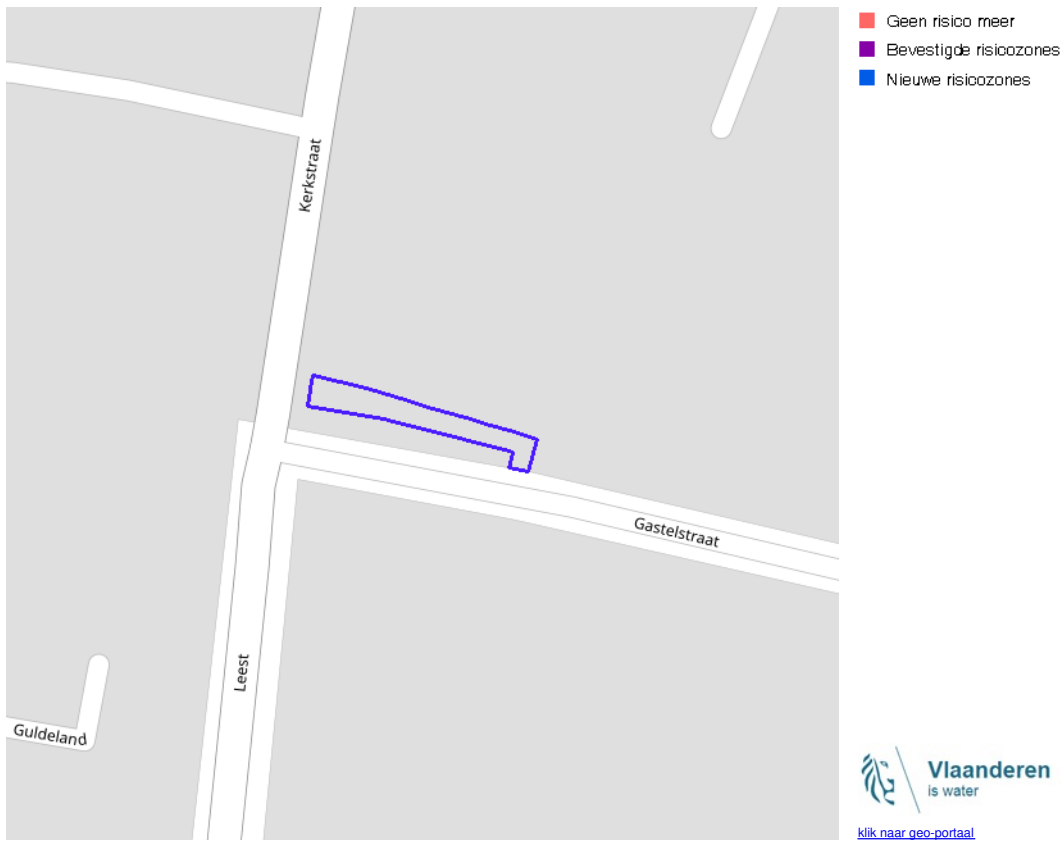 Geen risico meer
Bevestigde risicozones
Nieuwe risicozones
Kerkstraat
Gastelstraat
Leest
Guldeland
Vlaanderen
is water
klik naar geo-portaal